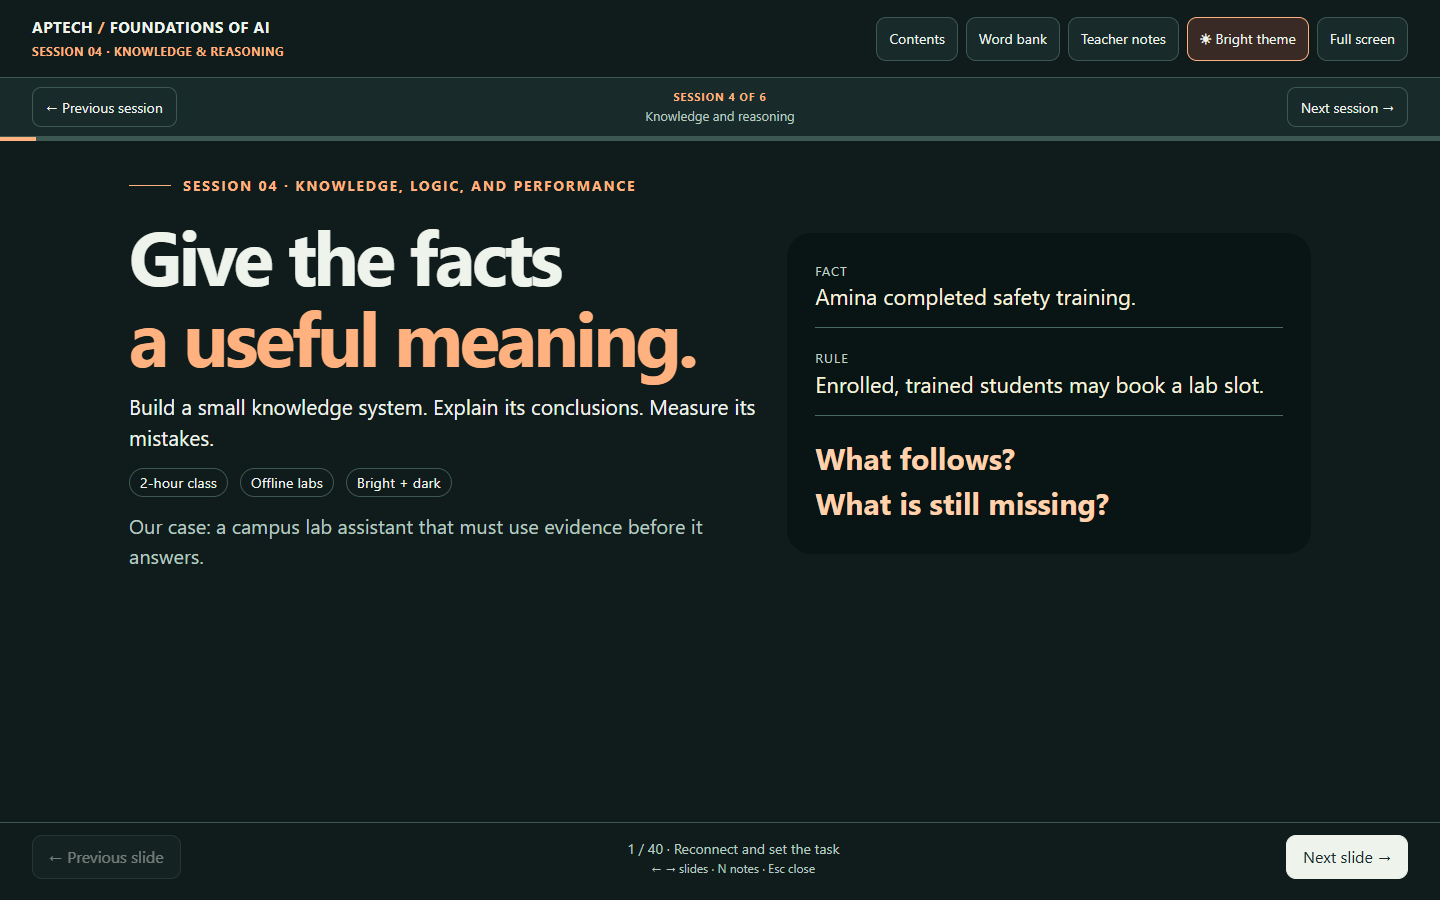 APTECH / FOUNDATIONS OF AI
SESSION 04 · KNOWLEDGE & REASONING
Contents
Word bank
Teacher notes
☀ Bright theme
Full screen
← Previous session
SESSION 4 OF 6
Knowledge and reasoning
Next session →
SESSION 04 · KNOWLEDGE, LOGIC, AND PERFORMANCE
Give the facts
a useful meaning.
Build a small knowledge system. Explain its conclusions. Measure its
mistakes.
2-hour class
Offline labs
Bright + dark
Our case: a campus lab assistant that must use evidence before it
answers.
FACT
Amina completed safety training.
RULE
Enrolled, trained students may book a lab slot.
What follows?
What is still missing?
← Previous slide
1 / 40 · Reconnect and set the task
← → slides · N notes · Esc close
Next slide →